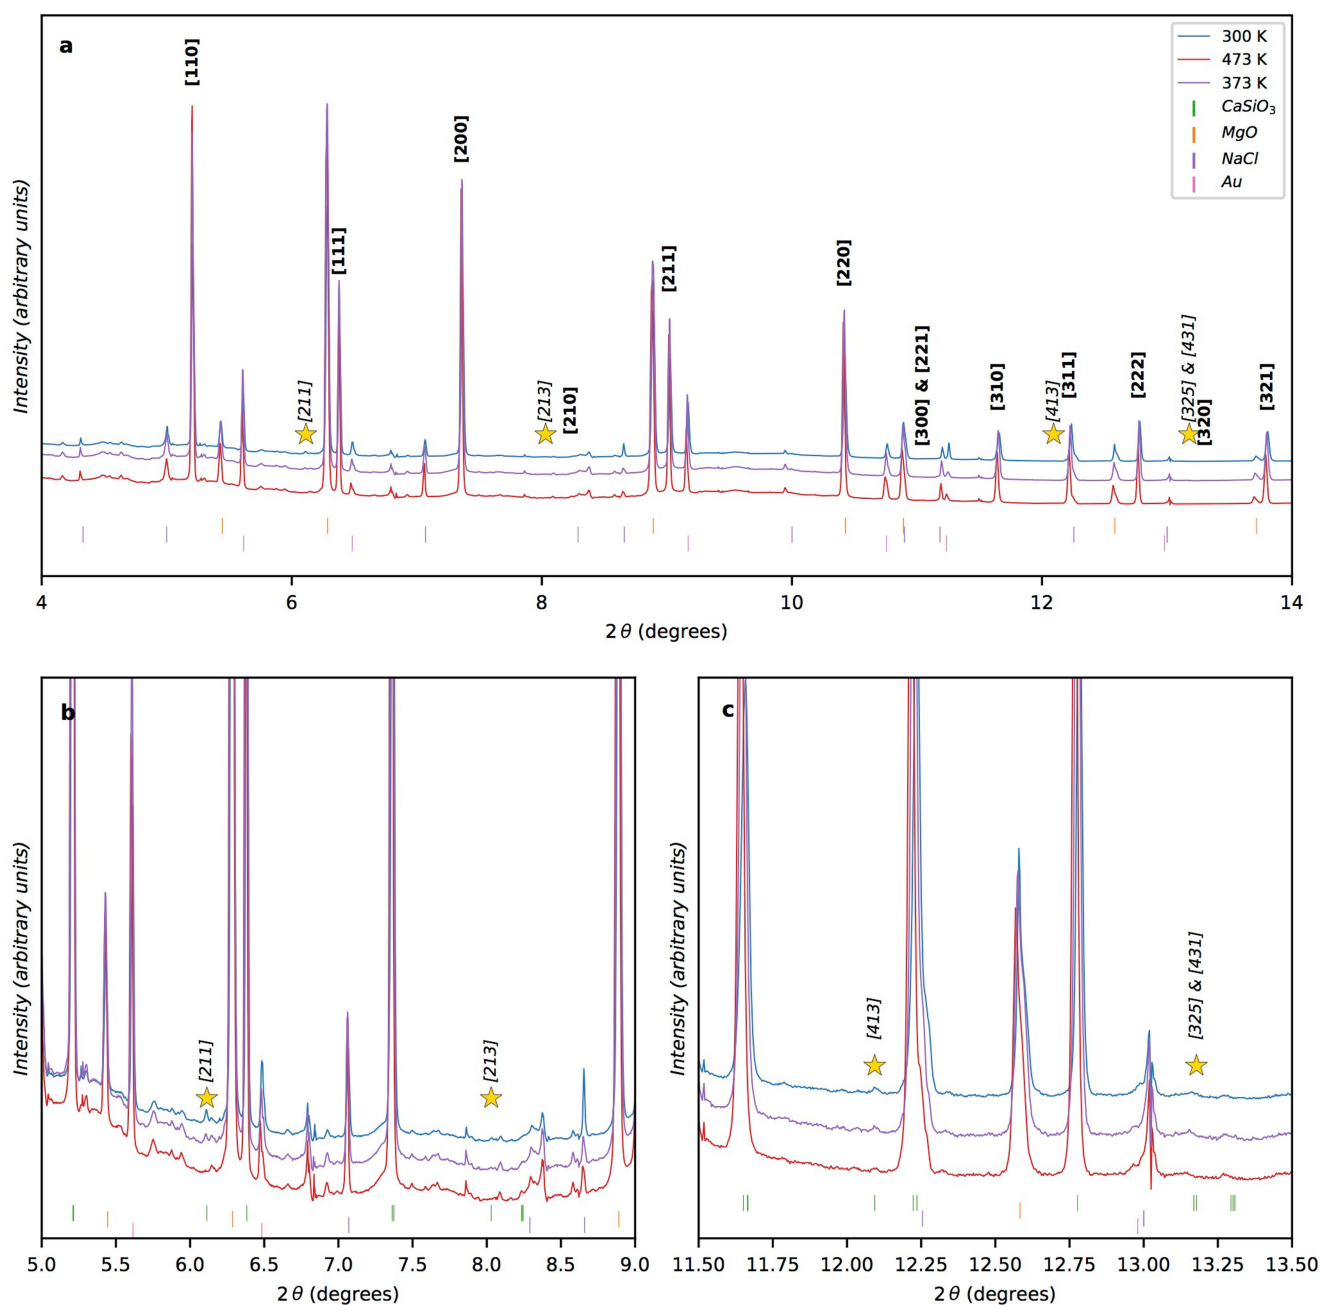 a
[110]
[200]
[111]
[211]
[220]
[211]
[213]
[210]
[300] & [221]
[310]
[413]
[311]
[222]
[325] & [431]
[320]
[321]
300 K
473 K
373 K
CaSiO₃
MgO
NaCl
Au
Intensity (arbitrary units)
4 6 8 10 12 14
2 θ (degrees)
b
[211]
[213]
Intensity (arbitrary units)
5.0 5.5 6.0 6.5 7.0 7.5 8.0 8.5 9.0
2 θ (degrees)
c
[413]
[325] & [431]
Intensity (arbitrary units)
11.50 11.75 12.00 12.25 12.50 12.75 13.00 13.25 13.50
2 θ (degrees)